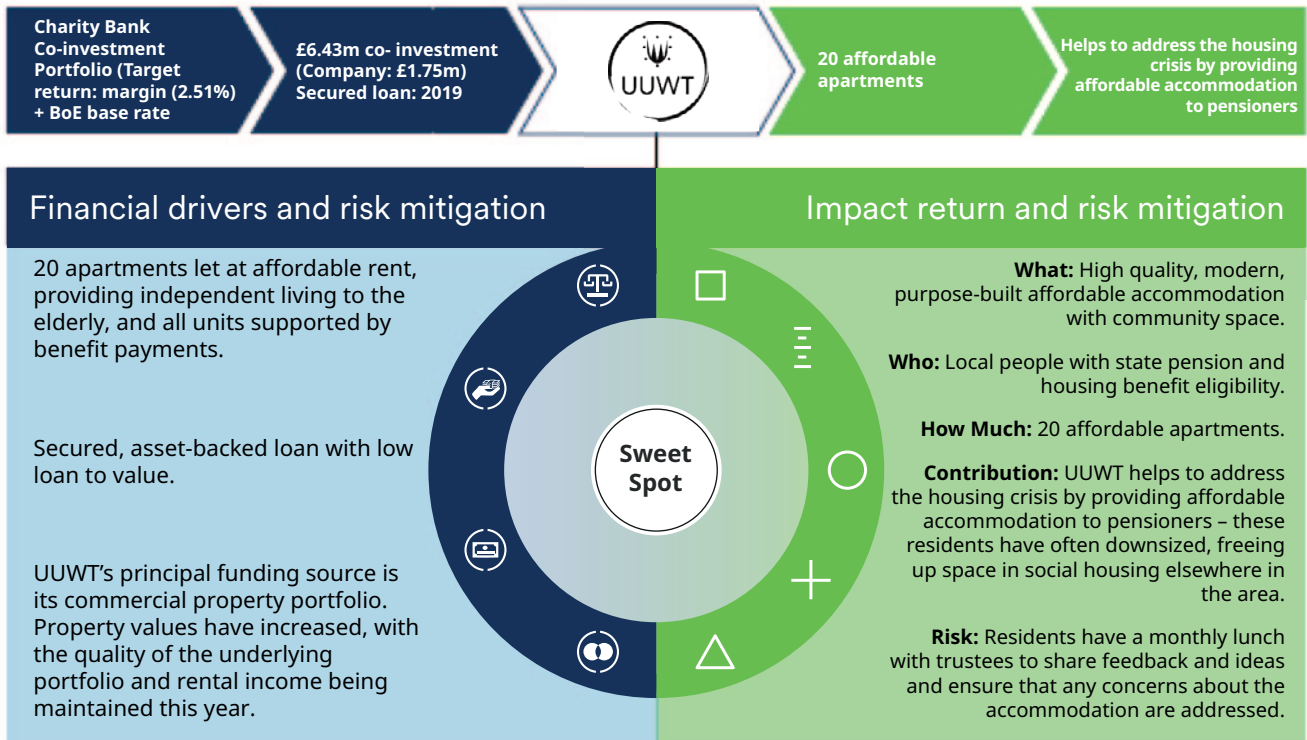 Charity Bank
Co-investment
Portfolio (Target
return: margin (2.51%)
+ BoE base rate
£6.43m co- investment
(Company: £1.75m)
Secured loan: 2019
UUWT
20 affordable
apartments
Helps to address the housing
crisis by providing
affordable accommodation
to pensioners
Financial drivers and risk mitigation
Impact return and risk mitigation
20 apartments let at affordable rent,
providing independent living to the
elderly, and all units supported by
benefit payments.
Secured, asset-backed loan with low
loan to value.
UUWT’s principal funding source is
its commercial property portfolio.
Property values have increased, with
the quality of the underlying
portfolio and rental income being
maintained this year.
Sweet
Spot
What: High quality, modern,
purpose-built affordable accommodation
with community space.
Who: Local people with state pension and
housing benefit eligibility.
How Much: 20 affordable apartments.
Contribution: UUWT helps to address
the housing crisis by providing affordable
accommodation to pensioners – these
residents have often downsized, freeing
up space in social housing elsewhere in
the area.
Risk: Residents have a monthly lunch
with trustees to share feedback and ideas
and ensure that any concerns about the
accommodation are addressed.